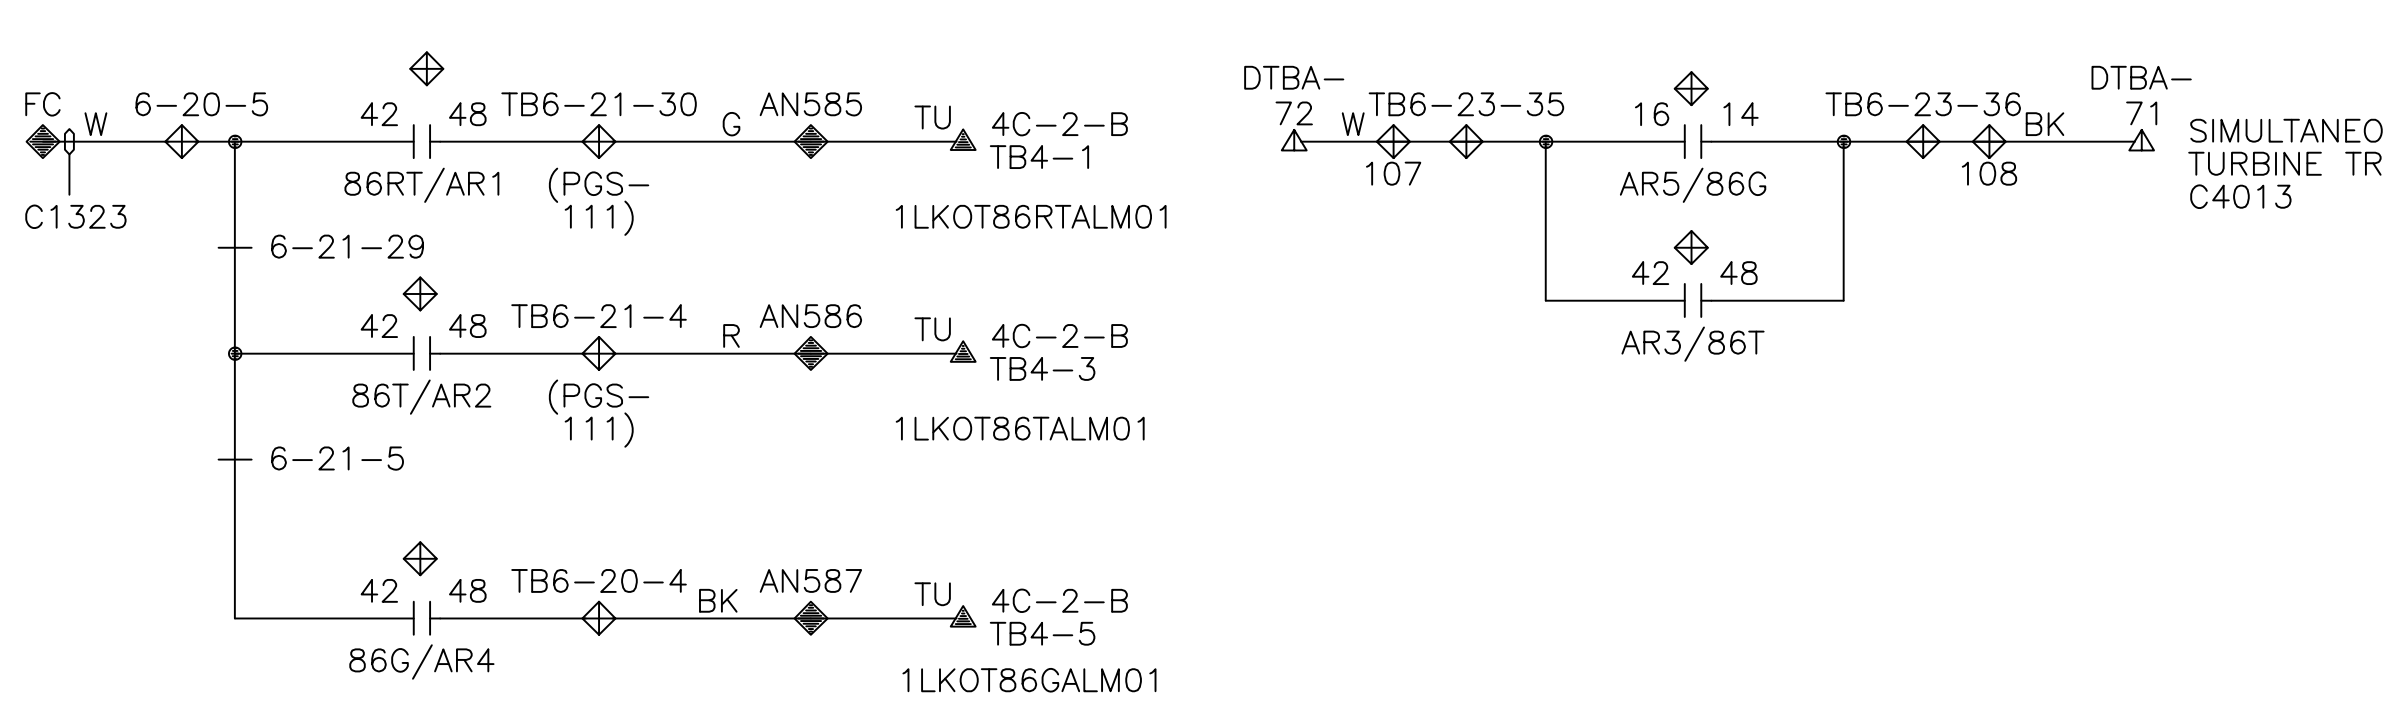 FC
W
6-20-5
42
48
TB6-21-30
G
AN585
TU
4C-2-B
TB4-1
86RT/AR1
(PGS-
111)
C1323
1LKOT86RTALM01
6-21-29
42
48
TB6-21-4
R
AN586
TU
4C-2-B
TB4-3
86T/AR2
(PGS-
111)
1LKOT86TALM01
6-21-5
42
48
TB6-20-4
BK
AN587
TU
4C-2-B
TB4-5
86G/AR4
1LKOT86GALM01
DTBA-
72
W
TB6-23-35
107
16
14
AR5/86G
TB6-23-36
108
BK
DTBA-
71
SIMULTANEO
TURBINE TR
C4013
42
48
AR3/86T